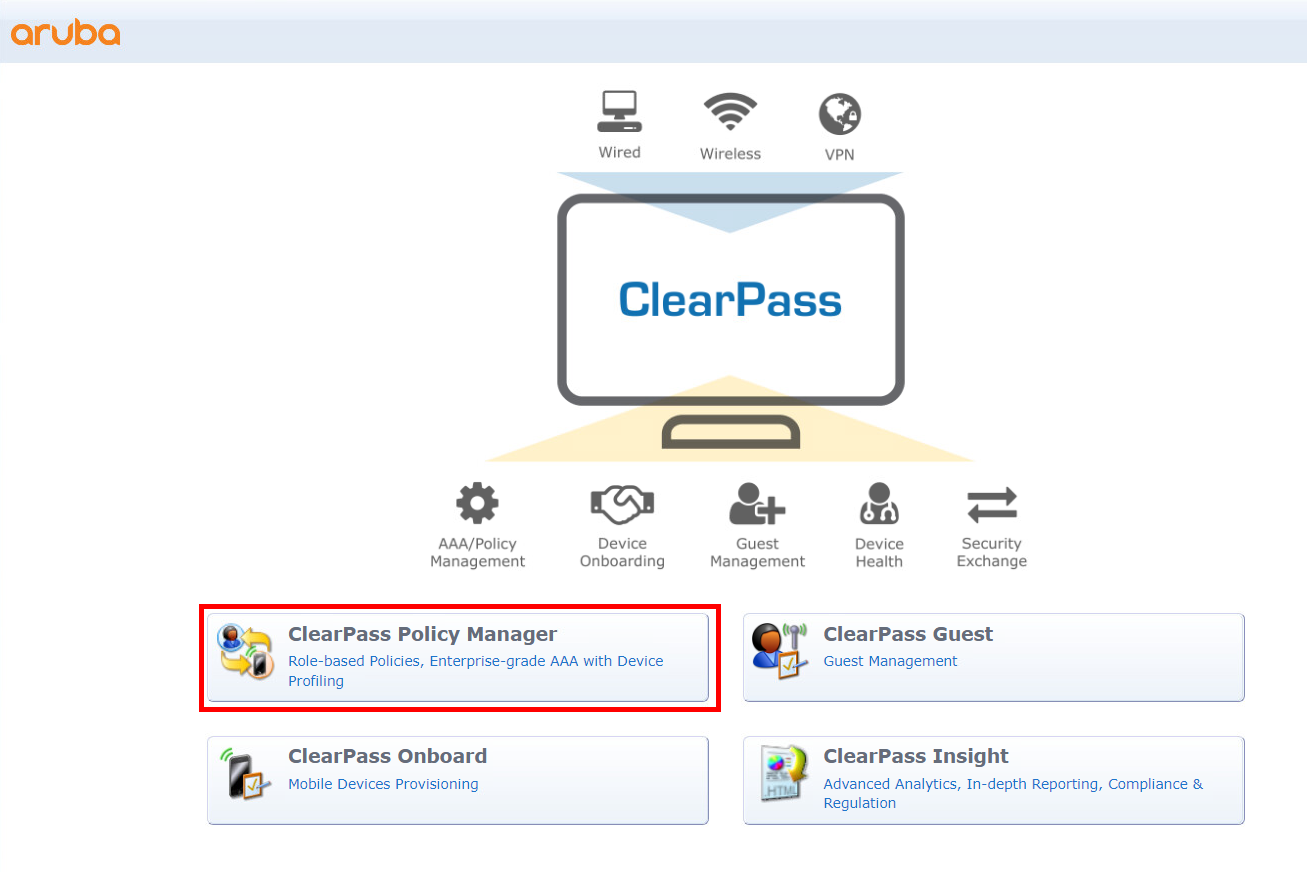 aruba
Wired
Wireless
VPN
ClearPass
AAA/Policy
Management
Device
Onboarding
Guest
Management
Device
Health
Security
Exchange
ClearPass Policy Manager
Role-based Policies, Enterprise-grade AAA with Device
Profiling
ClearPass Guest
Guest Management
ClearPass Onboard
Mobile Devices Provisioning
ClearPass Insight
Advanced Analytics, In-depth Reporting, Compliance &
Regulation
.HTML